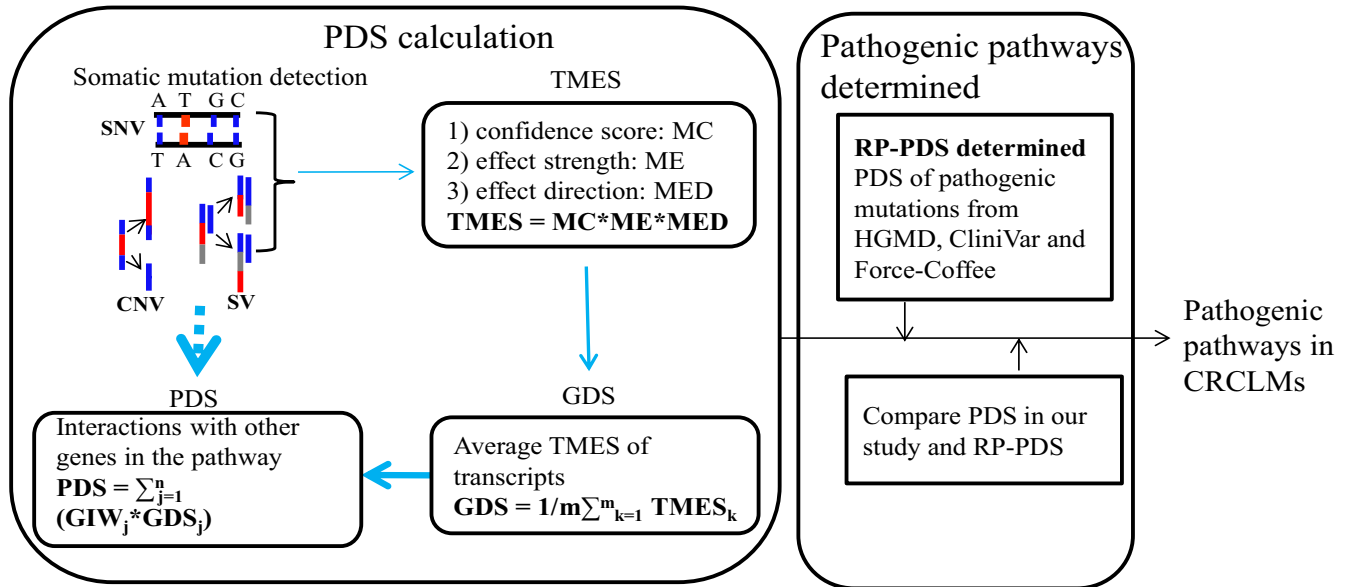 PDS calculation
Somatic mutation detection
A T G C
SNV
T A C G
CNV
SV
TMES
1) confidence score: MC
2) effect strength: ME
3) effect direction: MED
TMES = MC*ME*MED
GDS
Average TMES of
transcripts
GDS = 1/m∑ᵐₖ₌₁ TMESₖ
PDS
Interactions with other
genes in the pathway
PDS = ∑ⁿⱼ₌₁
(GIWⱼ*GDSⱼ)
Pathogenic pathways
determined
RP-PDS determined
PDS of pathogenic
mutations from
HGMD, CliniVar and
Force-Coffee
Compare PDS in our
study and RP-PDS
Pathogenic
pathways in
CRCLMs